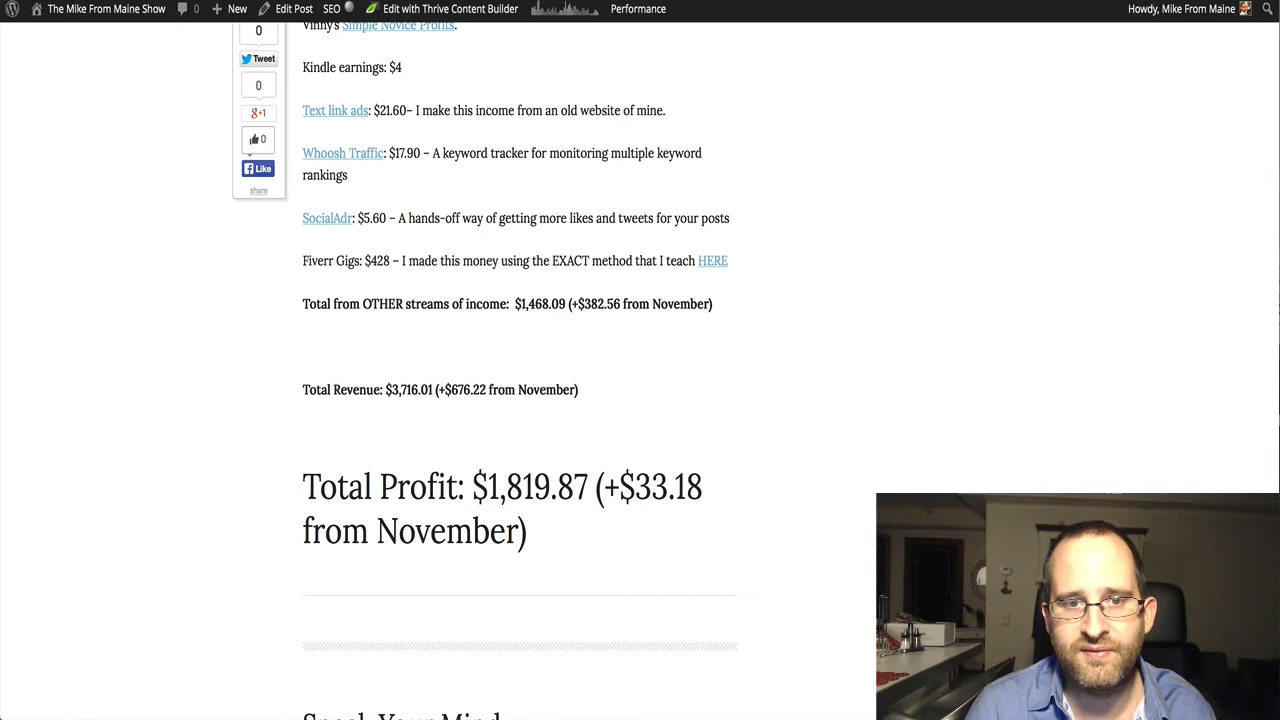 The Mike From Maine Show 0 New Edit Post SEO Edit with Thrive Content Builder Performance Howdy, Mike From Maine
Vinny's Simple Novice Profits.
0
Tweet
0
g+1
0
Like
share
Kindle earnings: $4
Text link ads: $21.60– I make this income from an old website of mine.
Whoosh Traffic: $17.90 – A keyword tracker for monitoring multiple keyword
rankings
SocialAdr: $5.60 – A hands-off way of getting more likes and tweets for your posts
Fiverr Gigs: $428 – I made this money using the EXACT method that I teach HERE
Total from OTHER streams of income: $1,468.09 (+$382.56 from November)
Total Revenue: $3,716.01 (+$676.22 from November)
Total Profit: $1,819.87 (+$33.18
from November)
Speak Your Mind